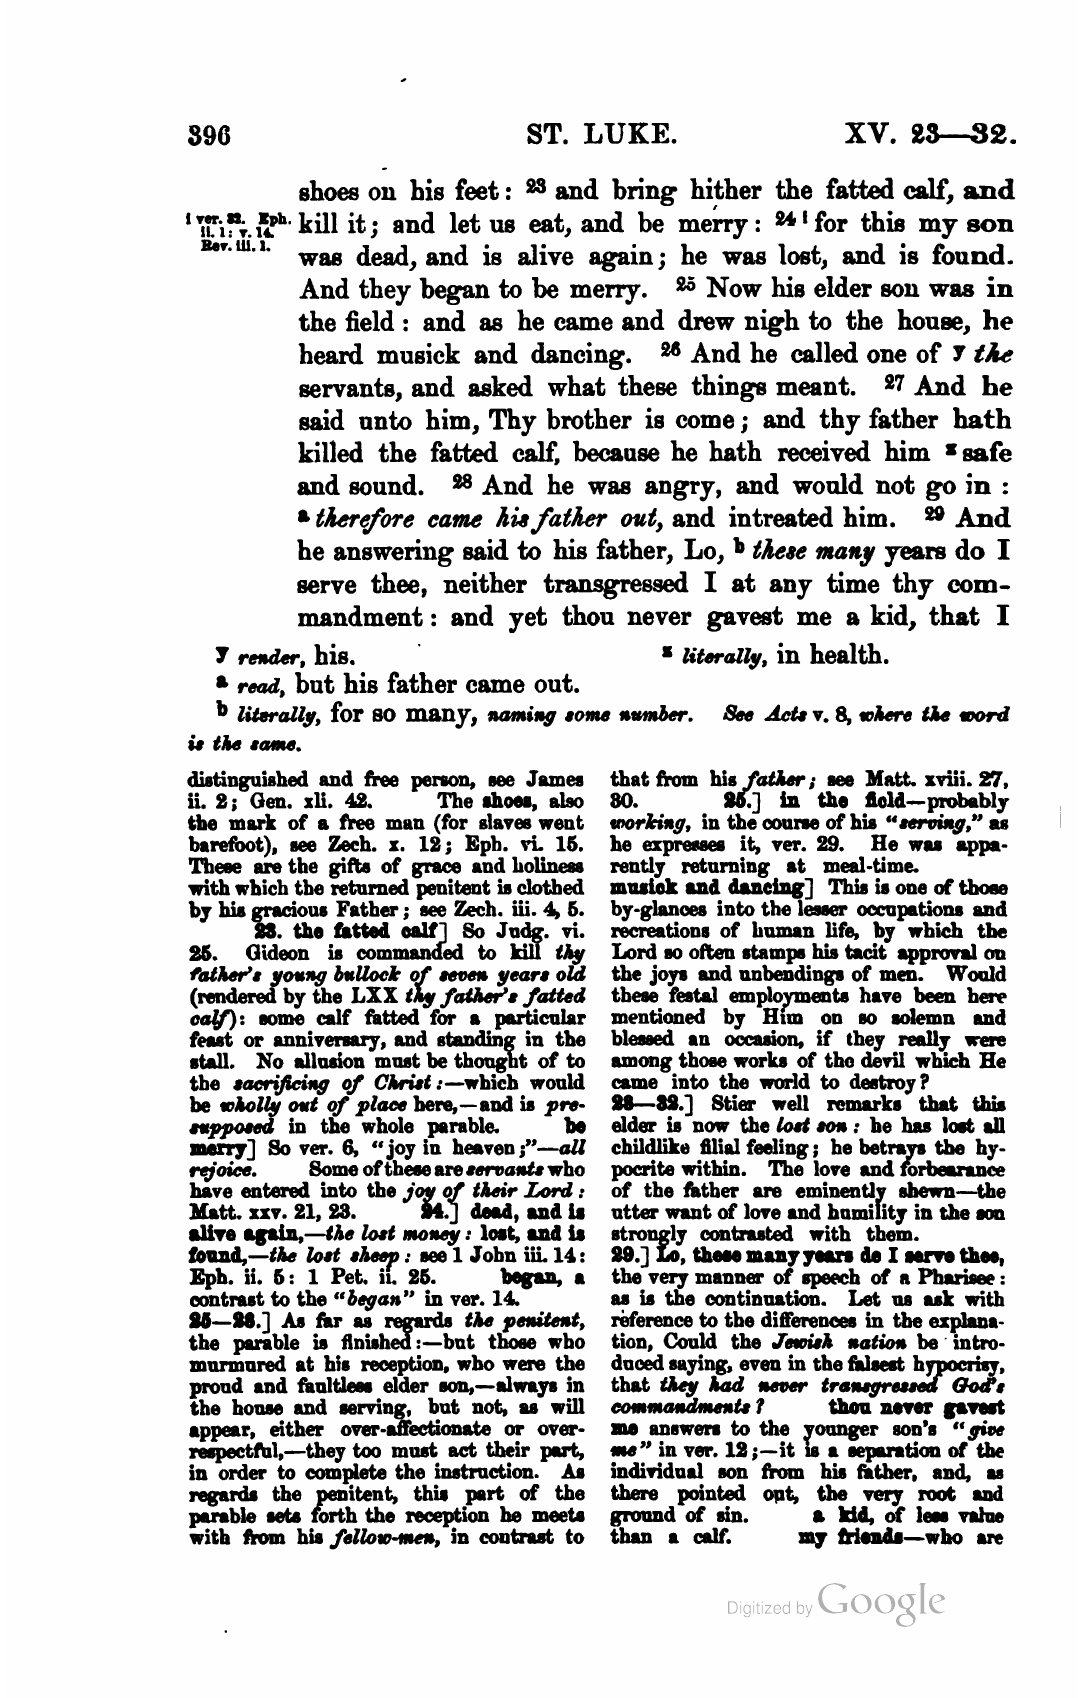 396 ST. LUKE. XV. 23—32.
shoes on his feet: 23 and bring hither the fatted calf, and
l ver. 32. Eph. ii. 1: v. 14. Rev. iii. 1.
kill it; and let us eat, and be merry: 24 l for this my son
was dead, and is alive again; he was lost, and is found.
And they began to be merry. 25 Now his elder son was in
the field: and as he came and drew nigh to the house, he
heard musick and dancing. 26 And he called one of y the
servants, and asked what these things meant. 27 And he
said unto him, Thy brother is come; and thy father hath
killed the fatted calf, because he hath received him z safe
and sound. 28 And he was angry, and would not go in:
a therefore came his father out, and intreated him. 29 And
he answering said to his father, Lo, b these many years do I
serve thee, neither transgressed I at any time thy com-
mandment: and yet thou never gavest me a kid, that I
y render, his. z literally, in health.
a read, but his father came out.
b literally, for so many, naming some number. See Acts v. 8, where the word
is the same.
distinguished and free person, see James
ii. 2; Gen. xli. 42. The shoes, also
the mark of a free man (for slaves went
barefoot), see Zech. x. 12; Eph. vi. 15.
These are the gifts of grace and holiness
with which the returned penitent is clothed
by his gracious Father; see Zech. iii. 4, 5.
23. the fatted calf] So Judg. vi.
25. Gideon is commanded to kill thy
father's young bullock of seven years old
(rendered by the LXX thy father's fatted
calf): some calf fatted for a particular
feast or anniversary, and standing in the
stall. No allusion must be thought of to
the sacrificing of Christ:—which would
be wholly out of place here,—and is pre-
supposed in the whole parable. be
merry] So ver. 6, "joy in heaven;"—all
rejoice. Some of these are servants who
have entered into the joy of their Lord:
Matt. xxv. 21, 23. 24.] dead, and is
alive again,—the lost money: lost, and is
found,—the lost sheep: see 1 John iii. 14:
Eph. ii. 5: 1 Pet. ii. 25. began, a
contrast to the "began" in ver. 14.
25—28.] As far as regards the penitent,
the parable is finished:—but those who
murmured at his reception, who were the
proud and faultless elder son,—always in
the house and serving, but not, as will
appear, either over-affectionate or over-
respectful,—they too must act their part,
in order to complete the instruction. As
regards the penitent, this part of the
parable sets forth the reception he meets
with from his fellow-men, in contrast to
that from his father; see Matt. xviii. 27,
30. 25.] in the field—probably
working, in the course of his "serving," as
he expresses it, ver. 29. He was appa-
rently returning at meal-time.
musick and dancing] This is one of those
by-glances into the lesser occupations and
recreations of human life, by which the
Lord so often stamps his tacit approval on
the joys and unbendings of men. Would
these festal employments have been here
mentioned by Him on so solemn and
blessed an occasion, if they really were
among those works of the devil which He
came into the world to destroy?
28—32.] Stier well remarks that this
elder is now the lost son: he has lost all
childlike filial feeling; he betrays the hy-
pocrite within. The love and forbearance
of the father are eminently shewn—the
utter want of love and humility in the son
strongly contrasted with them.
29.] Lo, these many years do I serve thee,
the very manner of speech of a Pharisee:
as is the continuation. Let us ask with
reference to the differences in the explana-
tion, Could the Jewish nation be intro-
duced saying, even in the falsest hypocrisy,
that they had never transgressed God's
commandments? thou never gavest
me answers to the younger son's "give
me" in ver. 12;—it is a separation of the
individual son from his father, and, as
there pointed out, the very root and
ground of sin. a kid, of less value
than a calf. my friends—who are
Digitized by Google